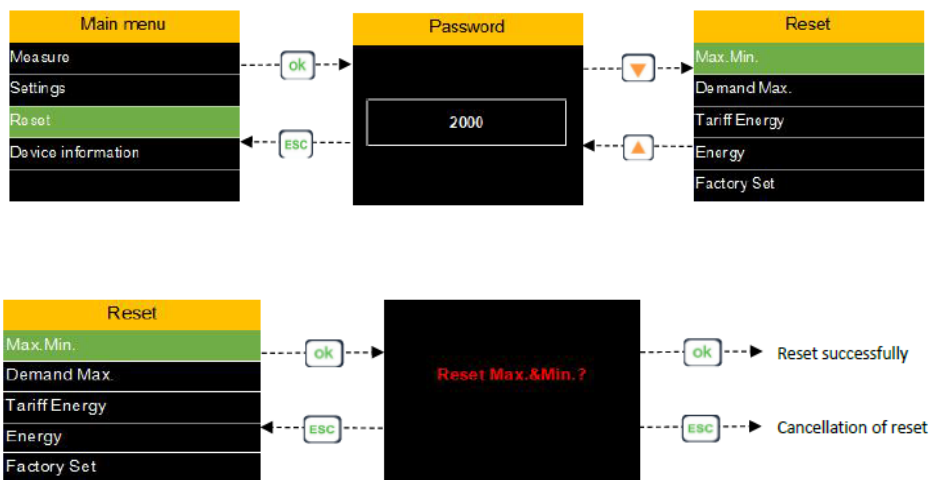 Main menu
Measure
Settings
Reset
Device information
ok
ESC
Password
2000
Reset
Max.Min.
Demand Max.
Tariff Energy
Energy
Factory Set
Reset
Max.Min.
Demand Max.
Tariff Energy
Energy
Factory Set
ok
ESC
Reset Max.&Min.?
ok
Reset successfully
ESC
Cancellation of reset